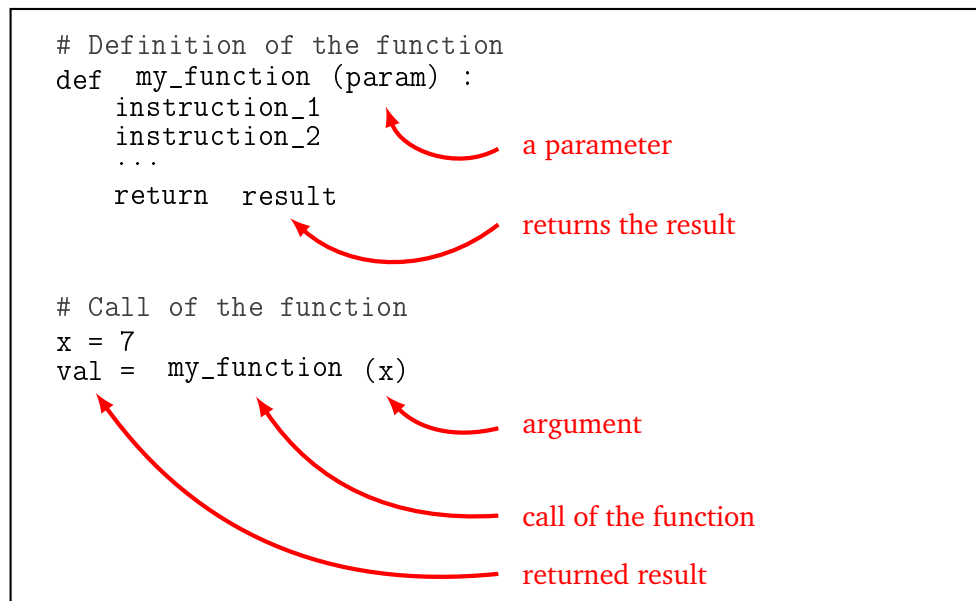 # Definition of the function
def my_function (param) :
instruction_1
instruction_2
...
a parameter
return result
returns the result
# Call of the function
x = 7
val = my_function (x)
argument
call of the function
returned result